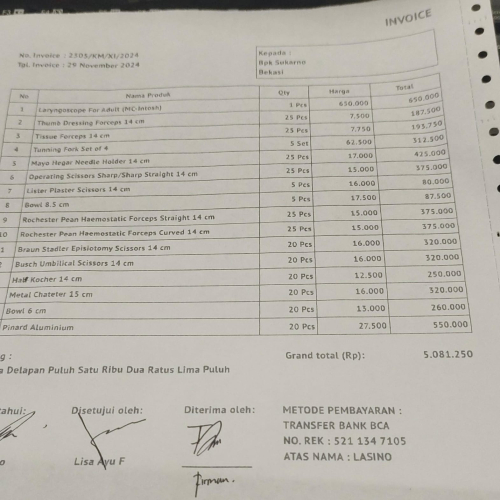 INVOICE
No. Invoice : 2305/KM/XI/2024
Tgl. Invoice : 29 November 2024
Kepada :
Bpk Sukarno
Bekasi
No Nama Produk Qty Harga Total
1 Laryngoscope For Adult (MC-Intosh) 1 Pcs 650.000 650.000
2 Thumb Dressing Forceps 14 cm 25 Pcs 7.500 187.500
3 Tissue Forceps 14 cm 25 Pcs 7.750 193.750
4 Tunning Fork Set of 4 5 Set 62.500 312.500
5 Mayo Hegar Needle Holder 14 cm 25 Pcs 17.000 425.000
6 Operating Scissors Sharp/Sharp Straight 14 cm 25 Pcs 15.000 375.000
7 Lister Plaster Scissors 14 cm 5 Pcs 16.000 80.000
8 Bowl 8.5 cm 5 Pcs 17.500 87.500
9 Rochester Pean Haemostatic Forceps Straight 14 cm 25 Pcs 15.000 375.000
10 Rochester Pean Haemostatic Forceps Curved 14 cm 25 Pcs 15.000 375.000
1 Braun Stadler Episiotomy Scissors 14 cm 20 Pcs 16.000 320.000
Busch Umbilical Scissors 14 cm 20 Pcs 16.000 320.000
Half Kocher 14 cm 20 Pcs 12.500 250.000
Metal Chateter 15 cm 20 Pcs 16.000 320.000
Bowl 6 cm 20 Pcs 13.000 260.000
Pinard Aluminium 20 Pcs 27.500 550.000
g : Grand total (Rp): 5.081.250
a Delapan Puluh Satu Ribu Dua Ratus Lima Puluh
tahui: Disetujui oleh: Diterima oleh:
METODE PEMBAYARAN :
TRANSFER BANK BCA
NO. REK : 521 134 7105
ATAS NAMA : LASINO
o Lisa Ayu F
Firman.